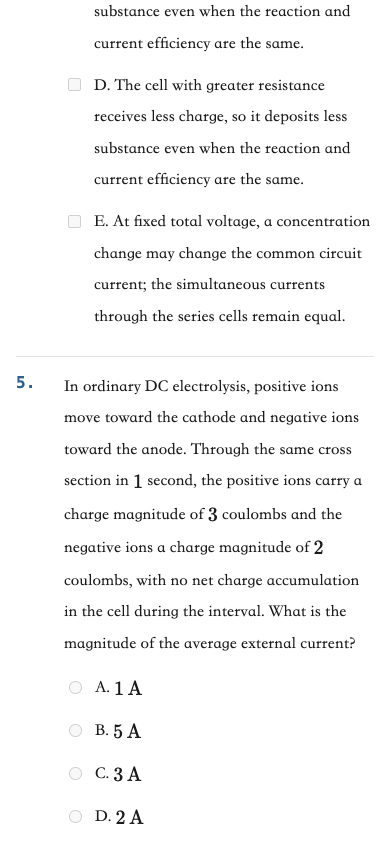 substance even when the reaction and
current efficiency are the same.
D. The cell with greater resistance
receives less charge, so it deposits less
substance even when the reaction and
current efficiency are the same.
E. At fixed total voltage, a concentration
change may change the common circuit
current; the simultaneous currents
through the series cells remain equal.
5. In ordinary DC electrolysis, positive ions
move toward the cathode and negative ions
toward the anode. Through the same cross
section in 1 second, the positive ions carry a
charge magnitude of 3 coulombs and the
negative ions a charge magnitude of 2
coulombs, with no net charge accumulation
in the cell during the interval. What is the
magnitude of the average external current?
A. 1 A
B. 5 A
C. 3 A
D. 2 A